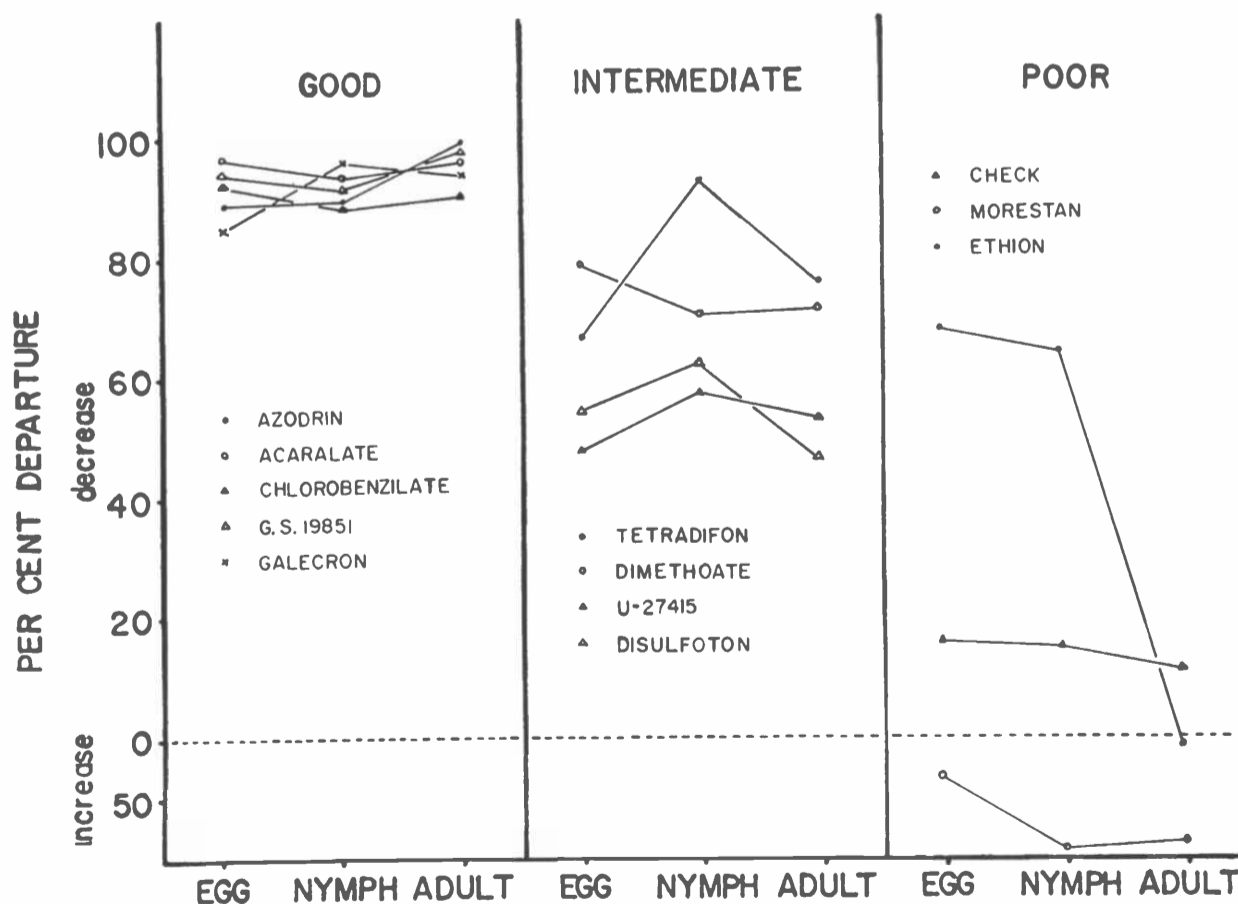 GOOD
INTERMEDIATE
POOR
PER CENT DEPARTURE
decrease
increase
100
80
60
40
20
0
50
AZODRIN
ACARALATE
CHLOROBENZILATE
G.S. 19851
GALECRON
TETRADIFON
DIMETHOATE
U-27415
DISULFOTON
CHECK
MORESTAN
ETHION
EGG NYMPH ADULT
EGG NYMPH ADULT
EGG NYMPH ADULT